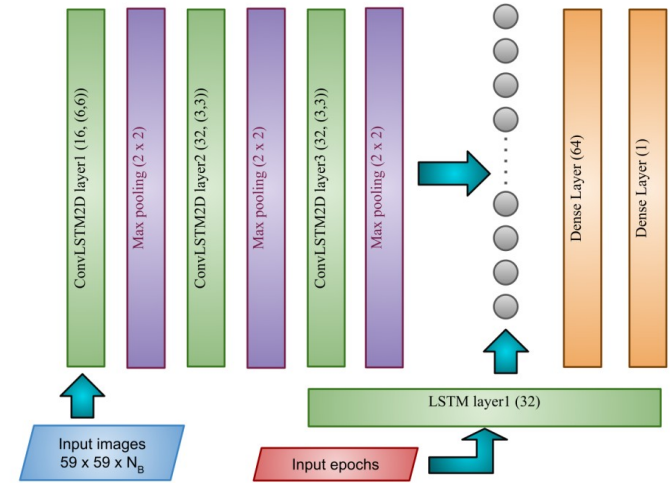 ConvLSTM2D layer1 (16, (6,6))
Max pooling (2 x 2)
ConvLSTM2D layer2 (32, (3,3))
Max pooling (2 x 2)
ConvLSTM2D layer3 (32, (3,3))
Max pooling (2 x 2)
Dense Layer (64)
Dense Layer (1)
LSTM layer1 (32)
Input images
59 x 59 x N_B
Input epochs